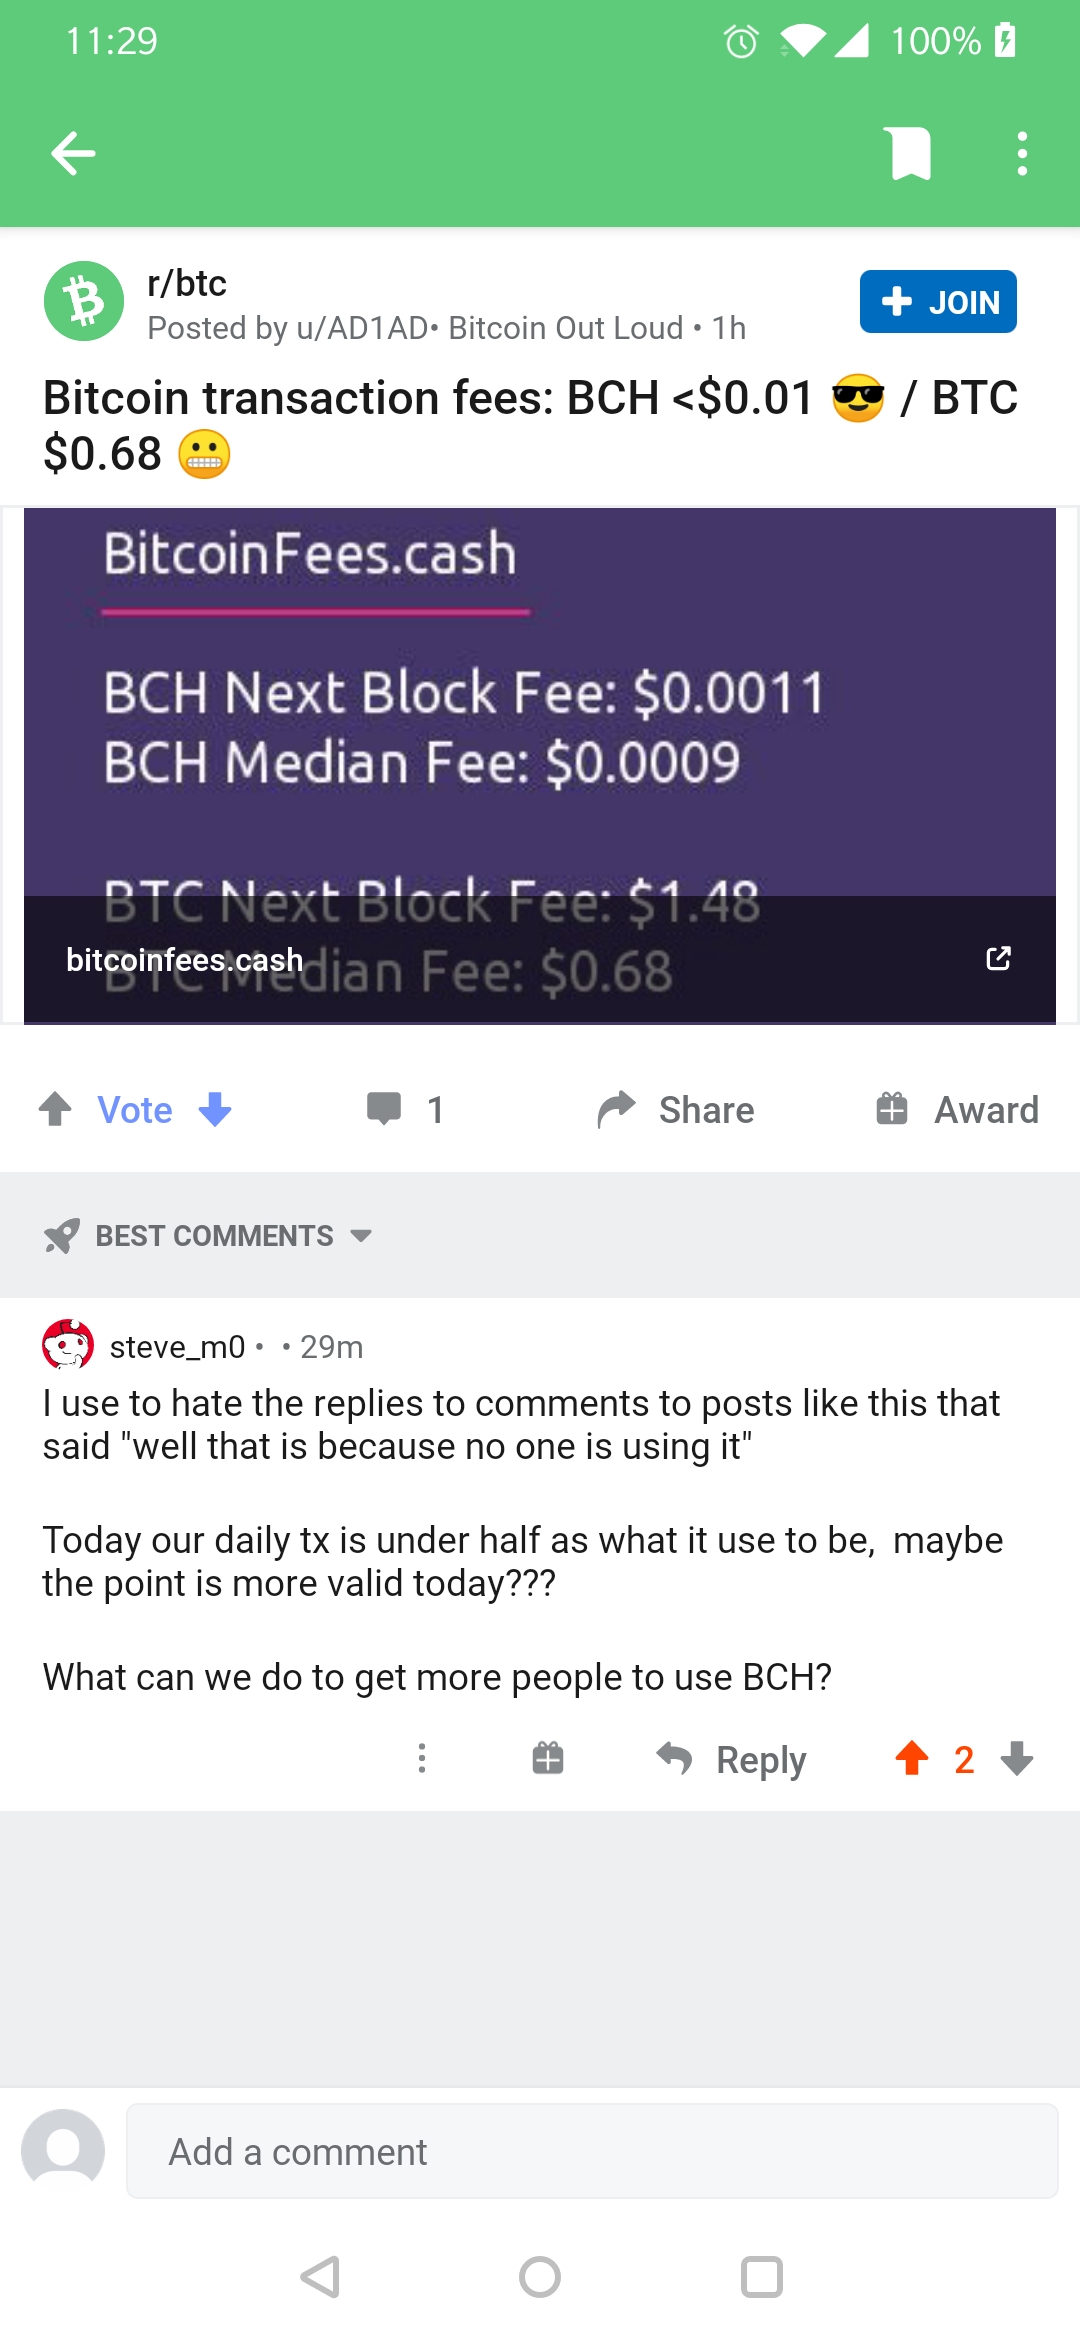 11:29
100%
r/btc
Posted by u/AD1AD• Bitcoin Out Loud • 1h
JOIN
Bitcoin transaction fees: BCH <$0.01 😎 / BTC
$0.68 😬
BitcoinFees.cash
BCH Next Block Fee: $0.0011
BCH Median Fee: $0.0009
BTC Next Block Fee: $1.48
BTC Median Fee: $0.68
bitcoinfees.cash
Vote
1
Share
Award
BEST COMMENTS
steve_m0 • • 29m
I use to hate the replies to comments to posts like this that
said "well that is because no one is using it"
Today our daily tx is under half as what it use to be,  maybe
the point is more valid today???
What can we do to get more people to use BCH?
Reply
2
Add a comment